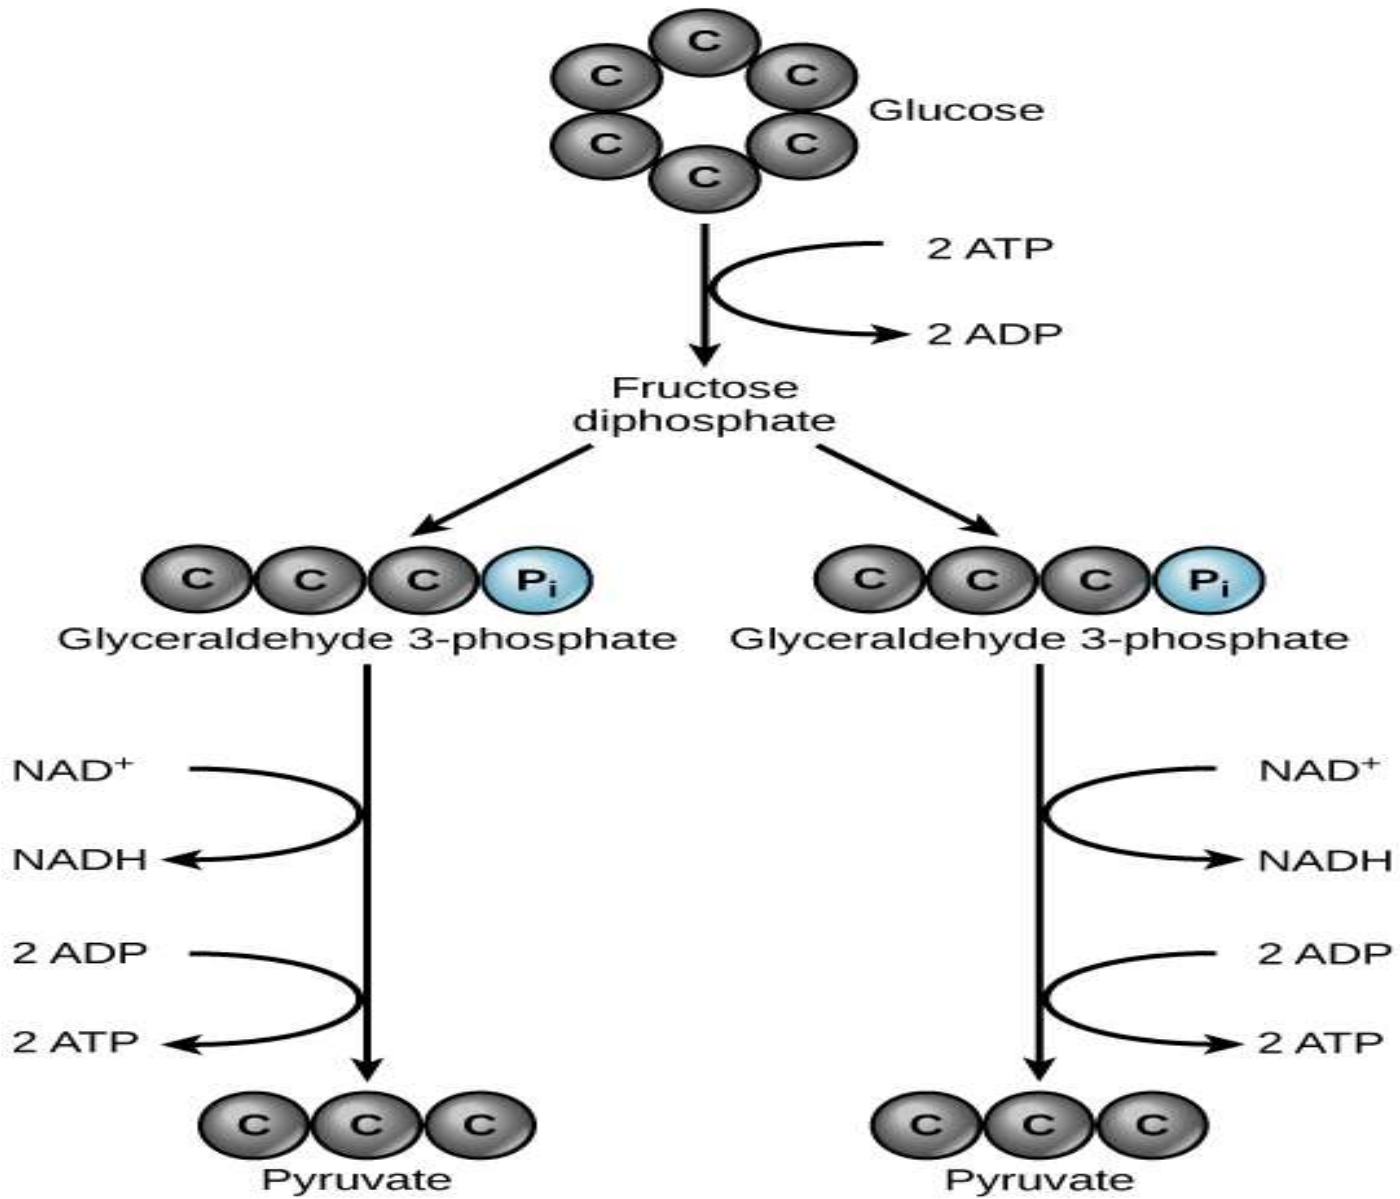 C
C C
Glucose
C C
C
2 ATP
2 ADP
Fructose
diphosphate
C C C Pi C C C Pi
Glyceraldehyde 3-phosphate Glyceraldehyde 3-phosphate
NAD+ NAD+
NADH NADH
2 ADP 2 ADP
2 ATP 2 ATP
C C C C C C
Pyruvate Pyruvate